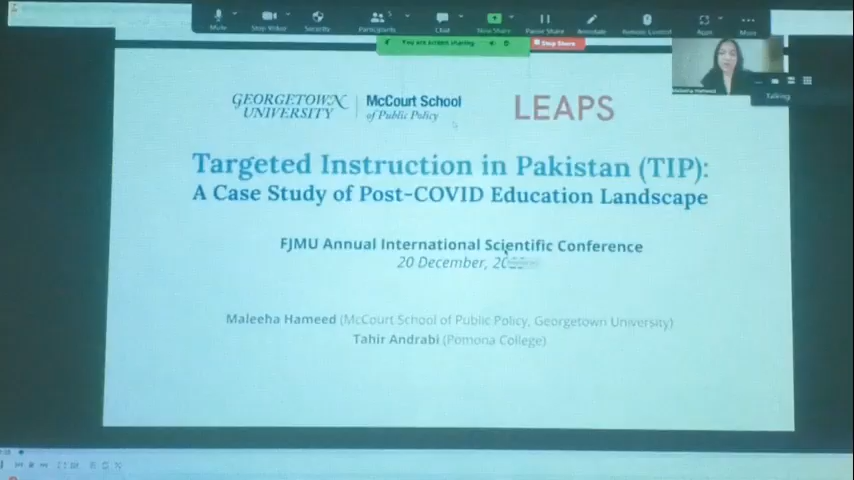 Mute
Stop Video
Security
Participants
Chat
New Share
Pause Share
Annotate
Remote Control
Apps
More
You are screen sharing
Stop Share
Maleeha Hameed
Talking:
GEORGETOWN
UNIVERSITY
McCourt School
of Public Policy
LEAPS
Targeted Instruction in Pakistan (TIP):
A Case Study of Post-COVID Education Landscape
FJMU Annual International Scientific Conference
20 December,
Maleeha Hameed (McCourt School of Public Policy, Georgetown University)
Tahir Andrabi (Pomona College)